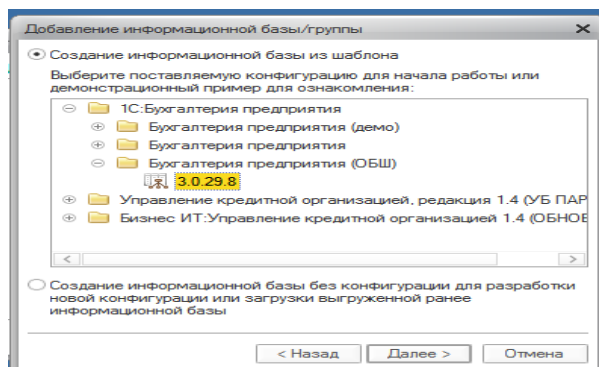 Добавление информационной базы/группы
Создание информационной базы из шаблона
Выберите поставляемую конфигурацию для начала работы или
демонстрационный пример для ознакомления:
1С:Бухгалтерия предприятия
Бухгалтерия предприятия (демо)
Бухгалтерия предприятия
Бухгалтерия предприятия (ОБШ)
3.0.29.8
Управление кредитной организацией, редакция 1.4 (УБ ПАР
Бизнес ИТ:Управление кредитной организацией 1.4 (ОБНОВ
Создание информационной базы без конфигурации для разработки
новой конфигурации или загрузки выгруженной ранее
информационной базы
< Назад Далее > Отмена